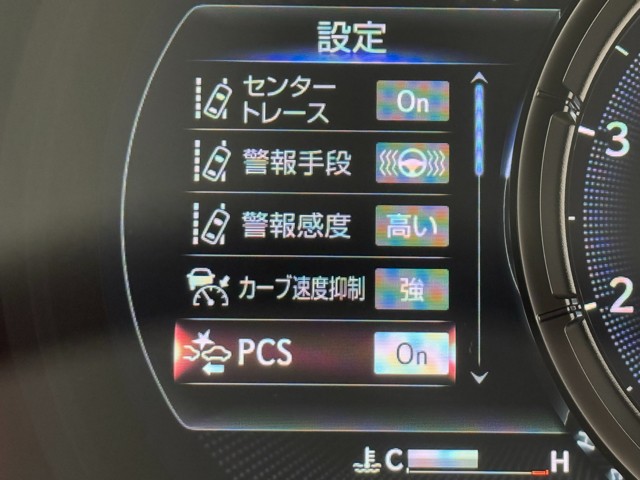 設定
センター
トレース
On
警報手段
警報感度
高い
カーブ速度抑制
強
PCS
On
3
2
C
H